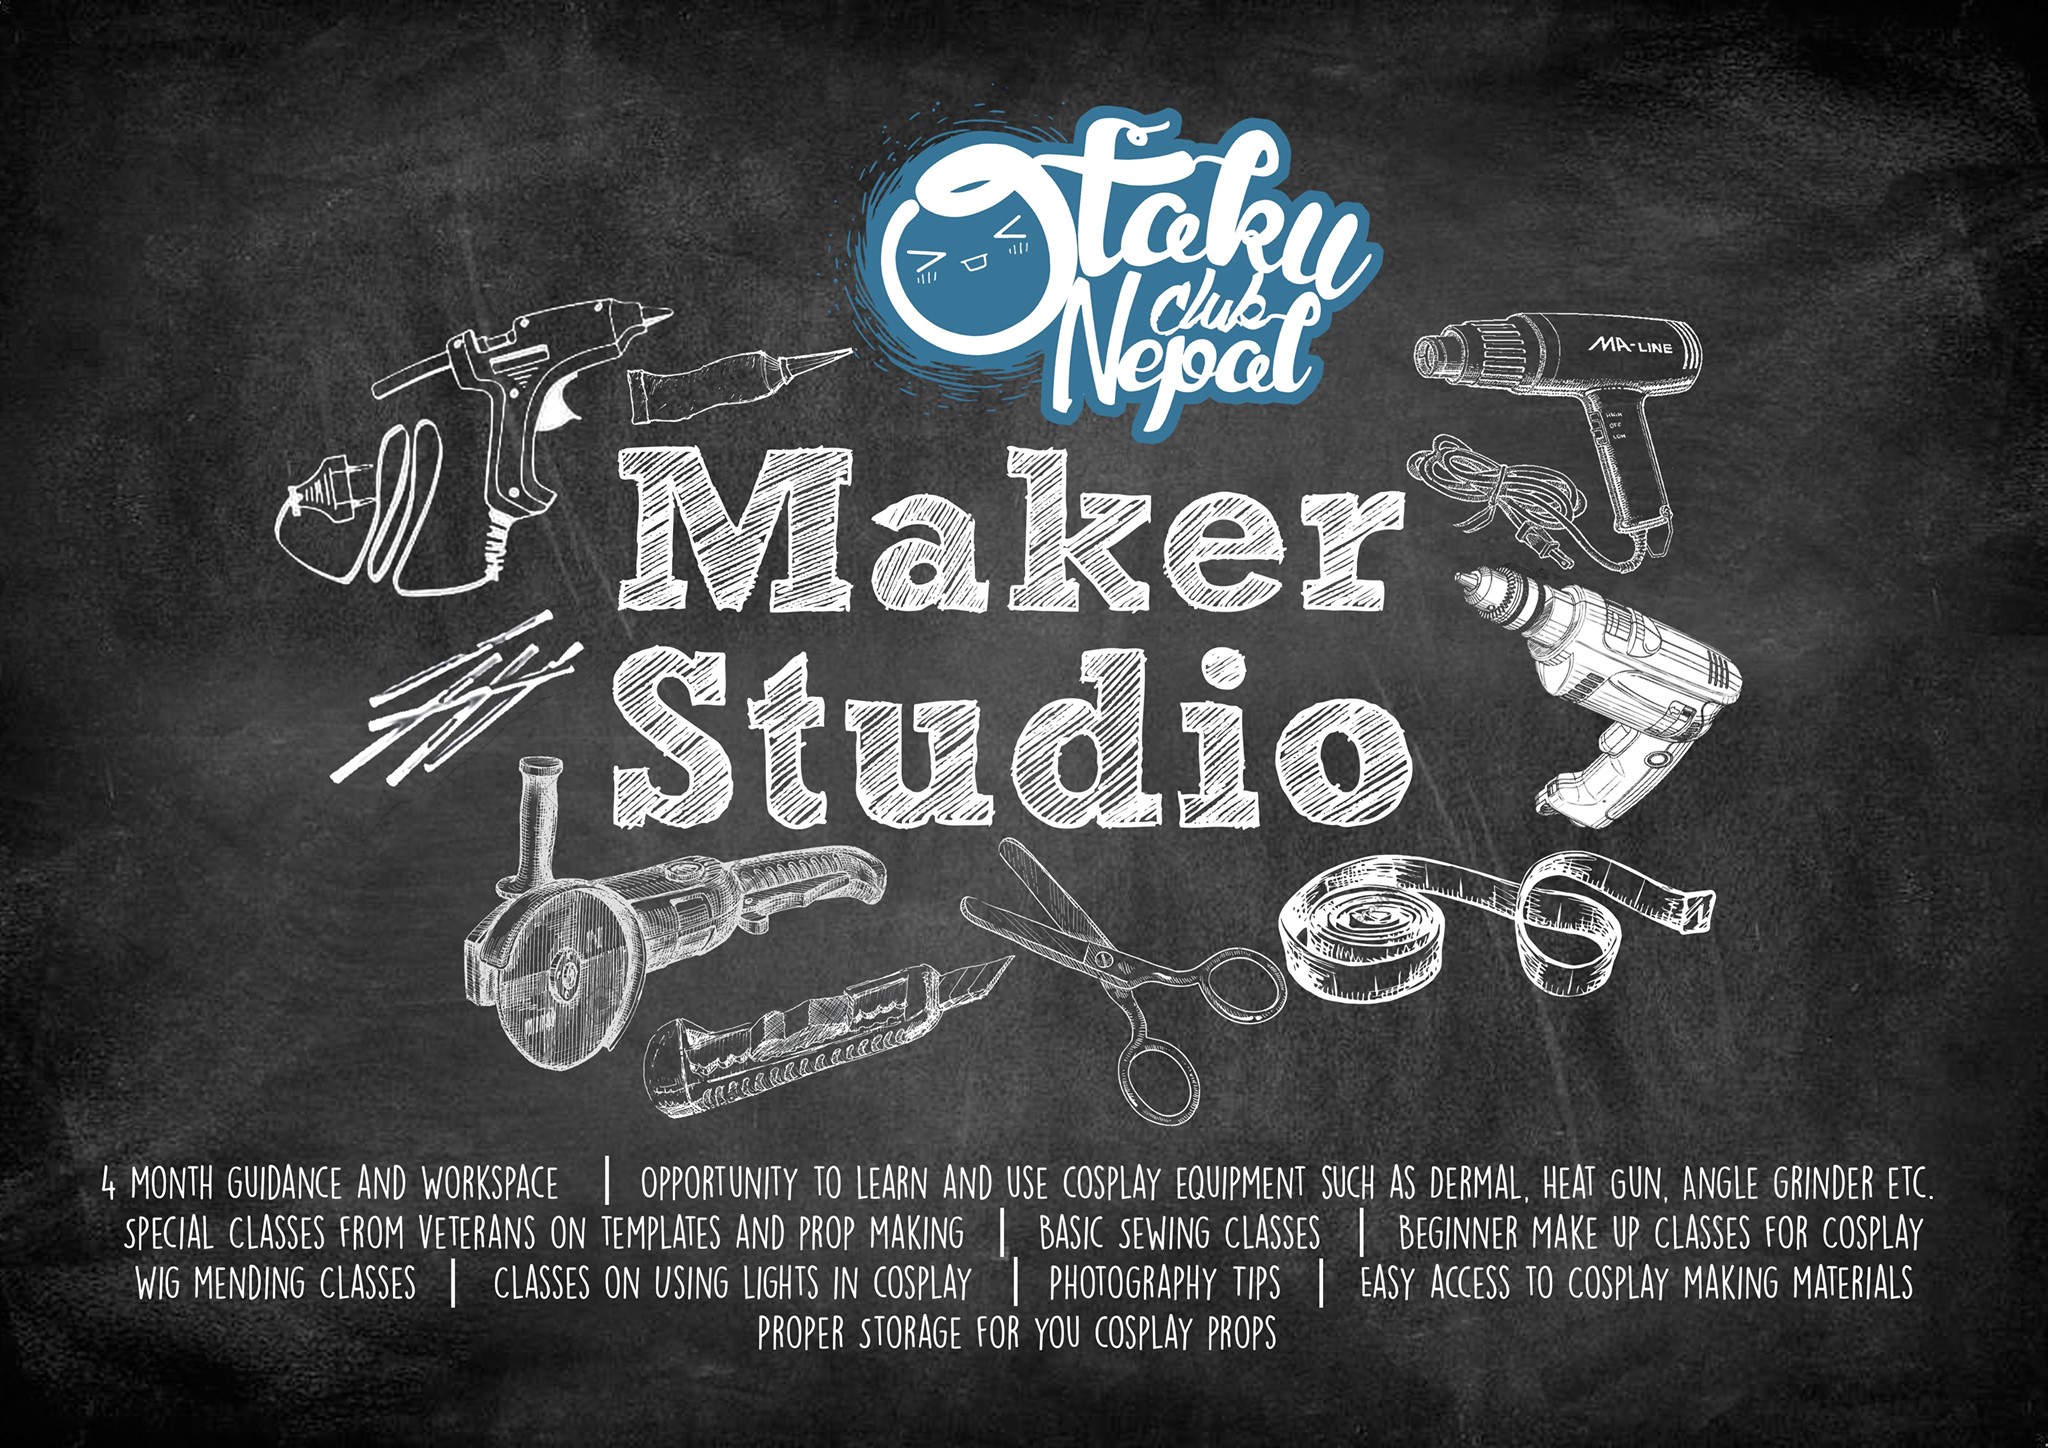 Otaku
Club
Nepal
MA-LINE
HIGH
OFF
LOW
Maker
Studio
4 MONTH GUIDANCE AND WORKSPACE | OPPORTUNITY TO LEARN AND USE COSPLAY EQUIPMENT SUCH AS DERMAL, HEAT GUN, ANGLE GRINDER ETC.
SPECIAL CLASSES FROM VETERANS ON TEMPLATES AND PROP MAKING | BASIC SEWING CLASSES | BEGINNER MAKE UP CLASSES FOR COSPLAY
WIG MENDING CLASSES | CLASSES ON USING LIGHTS IN COSPLAY | PHOTOGRAPHY TIPS | EASY ACCESS TO COSPLAY MAKING MATERIALS
PROPER STORAGE FOR YOU COSPLAY PROPS